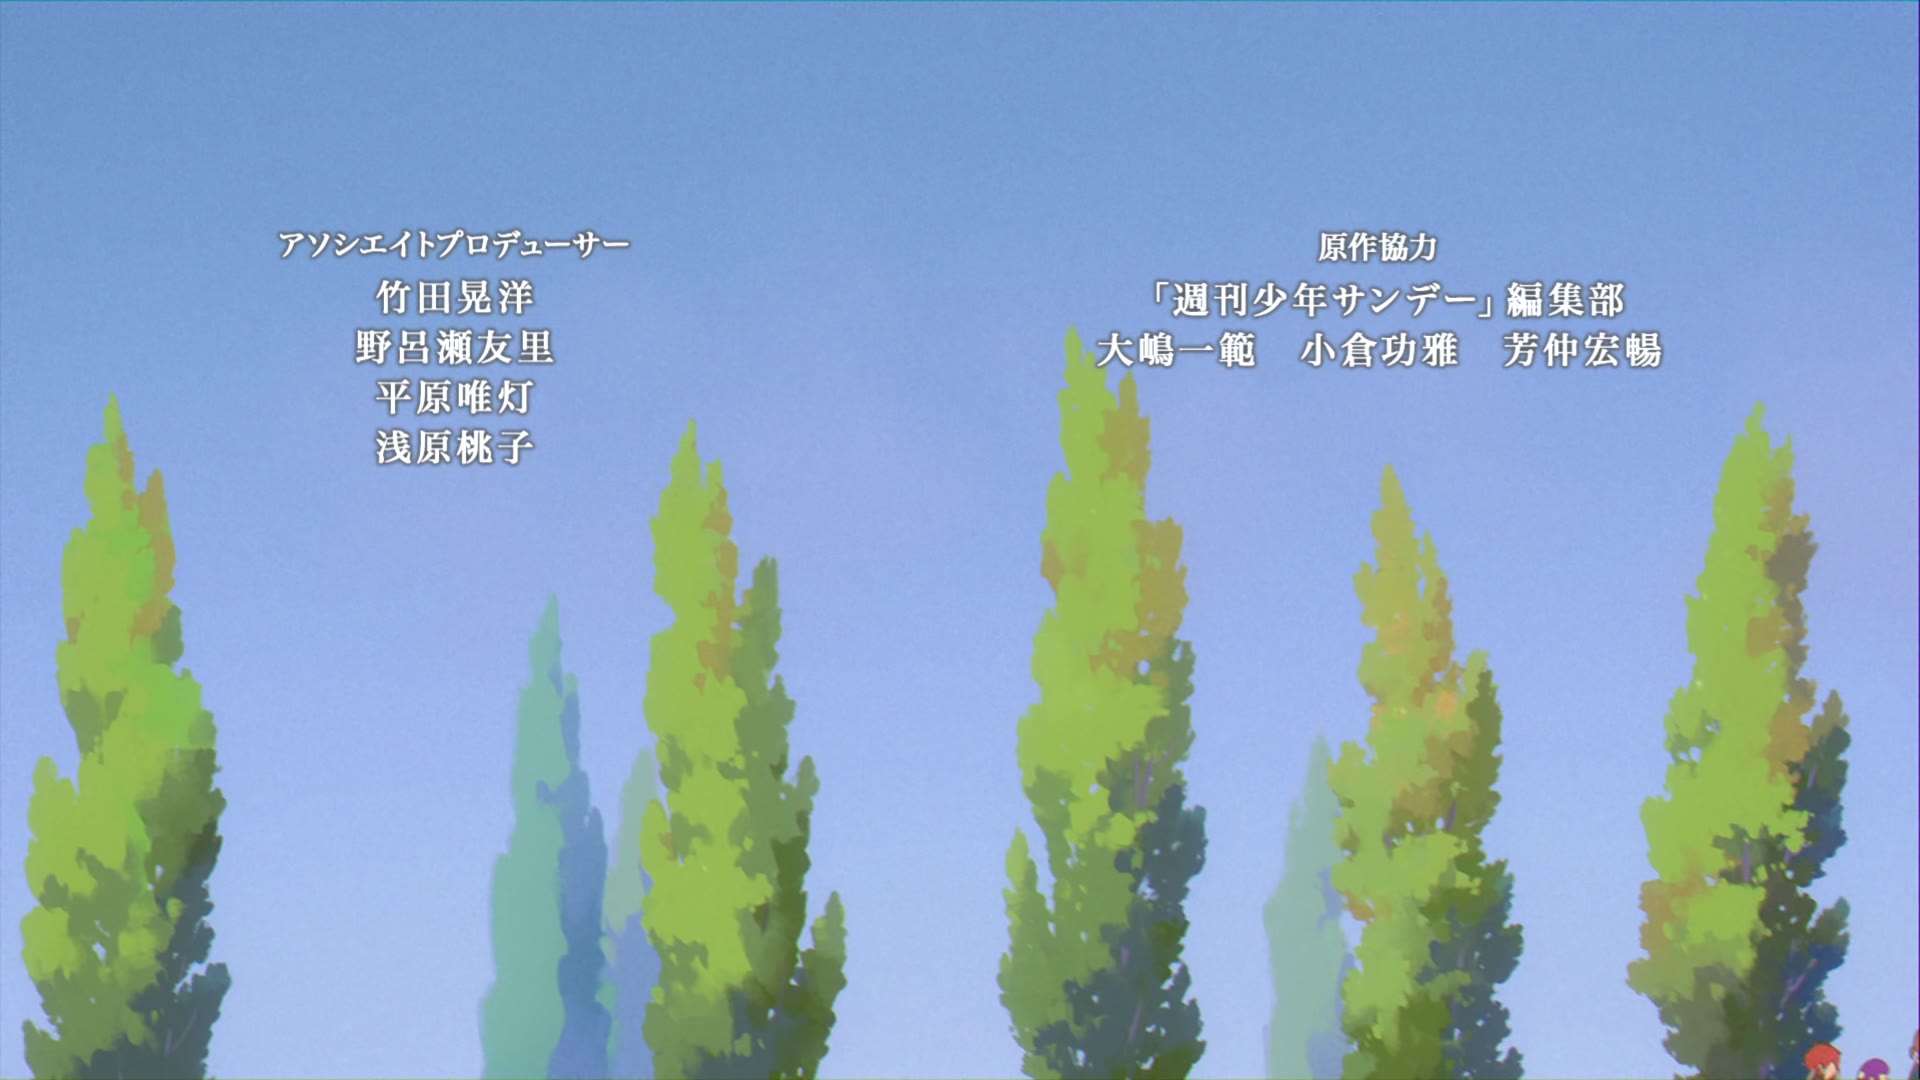 アソシエイトプロデューサー
竹田晃洋
野呂瀬友里
平原唯灯
浅原桃子
原作協力
「週刊少年サンデー」編集部
大嶋一範　小倉功雅　芳仲宏暢